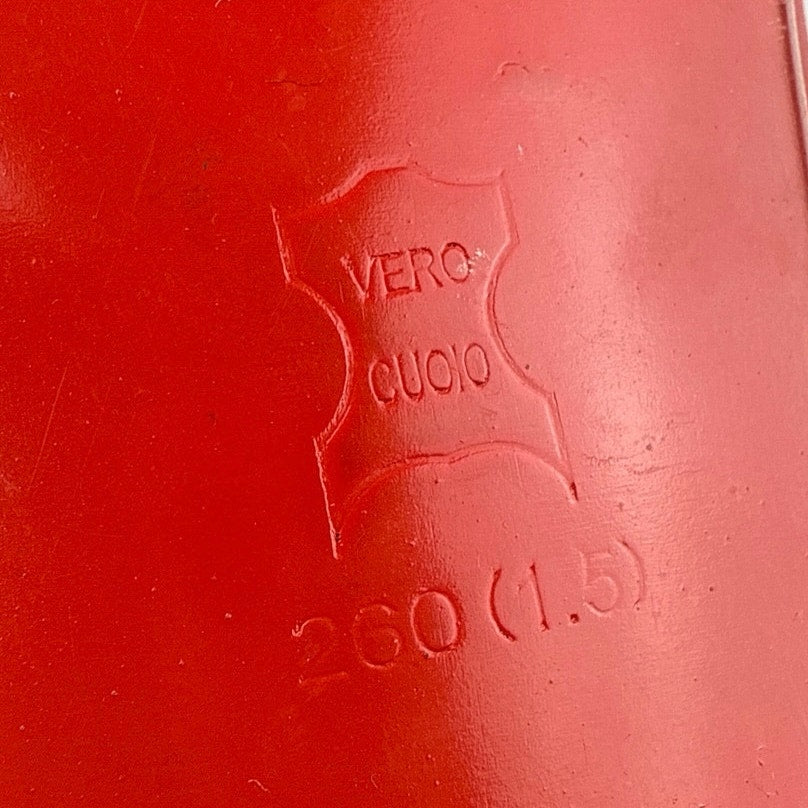 VERO
CUOIO
260 (1.5)